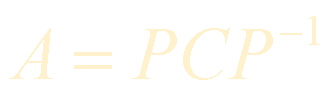 A = PCP⁻¹